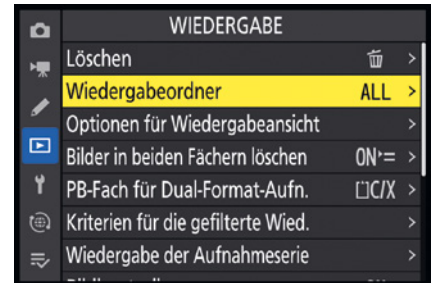 WIEDERGABE
Löschen
Wiedergabeordner ALL
Optionen für Wiedergabeansicht
Bilder in beiden Fächern löschen ON
PB-Fach für Dual-Format-Aufn. C/X
Kriterien für die gefilterte Wied.
Wiedergabe der Aufnahmeserie